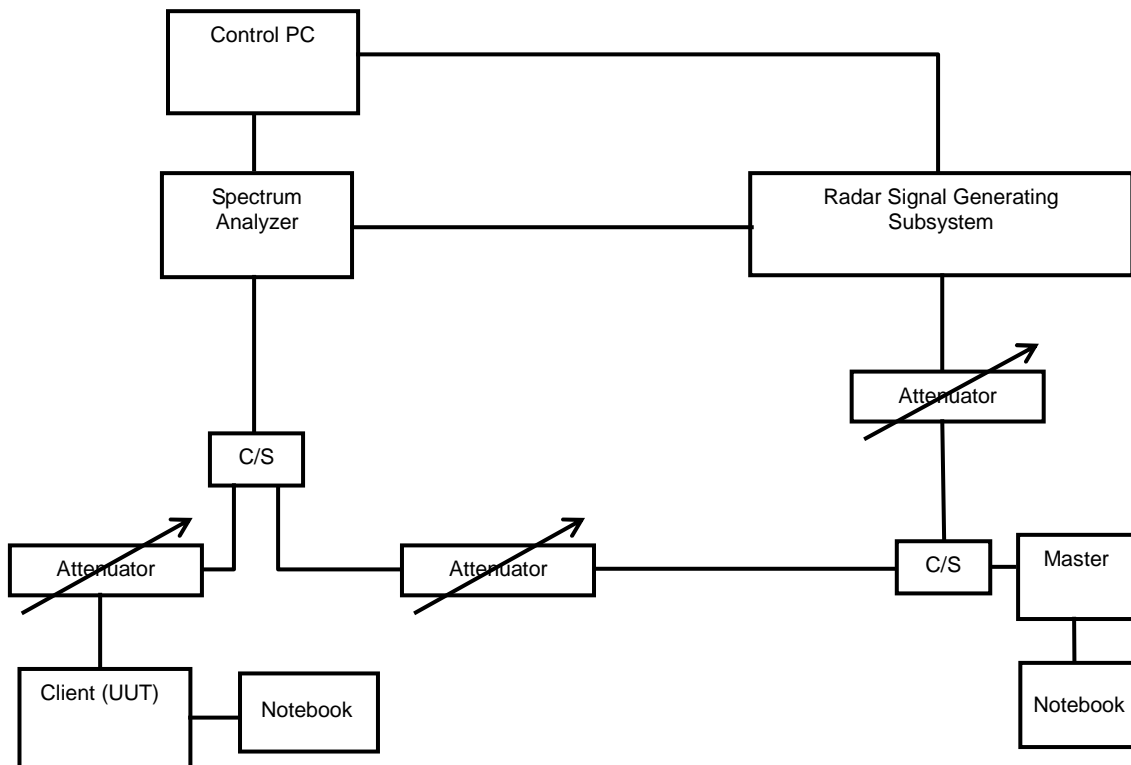 Control PC
Spectrum
Analyzer
Radar Signal Generating
Subsystem
Attenuator
C/S
Attenuator
Attenuator
C/S
Master
Client (UUT)
Notebook
Notebook